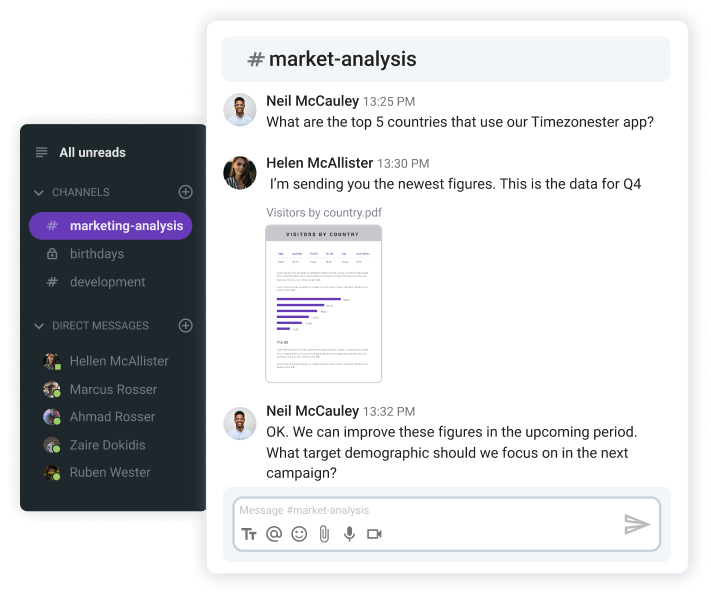 All unreads
CHANNELS
# marketing-analysis
birthdays
# development
DIRECT MESSAGES
Hellen McAllister
Marcus Rosser
Ahmad Rosser
Zaire Dokidis
Ruben Wester
# market-analysis
Neil McCauley 13:25 PM
What are the top 5 countries that use our Timezonester app?
Helen McAllister 13:30 PM
I'm sending you the newest figures. This is the data for Q4
Visitors by country.pdf
VISITORS BY COUNTRY
Neil McCauley 13:32 PM
OK. We can improve these figures in the upcoming period.
What target demographic should we focus on in the next
campaign?
Message #market-analysis